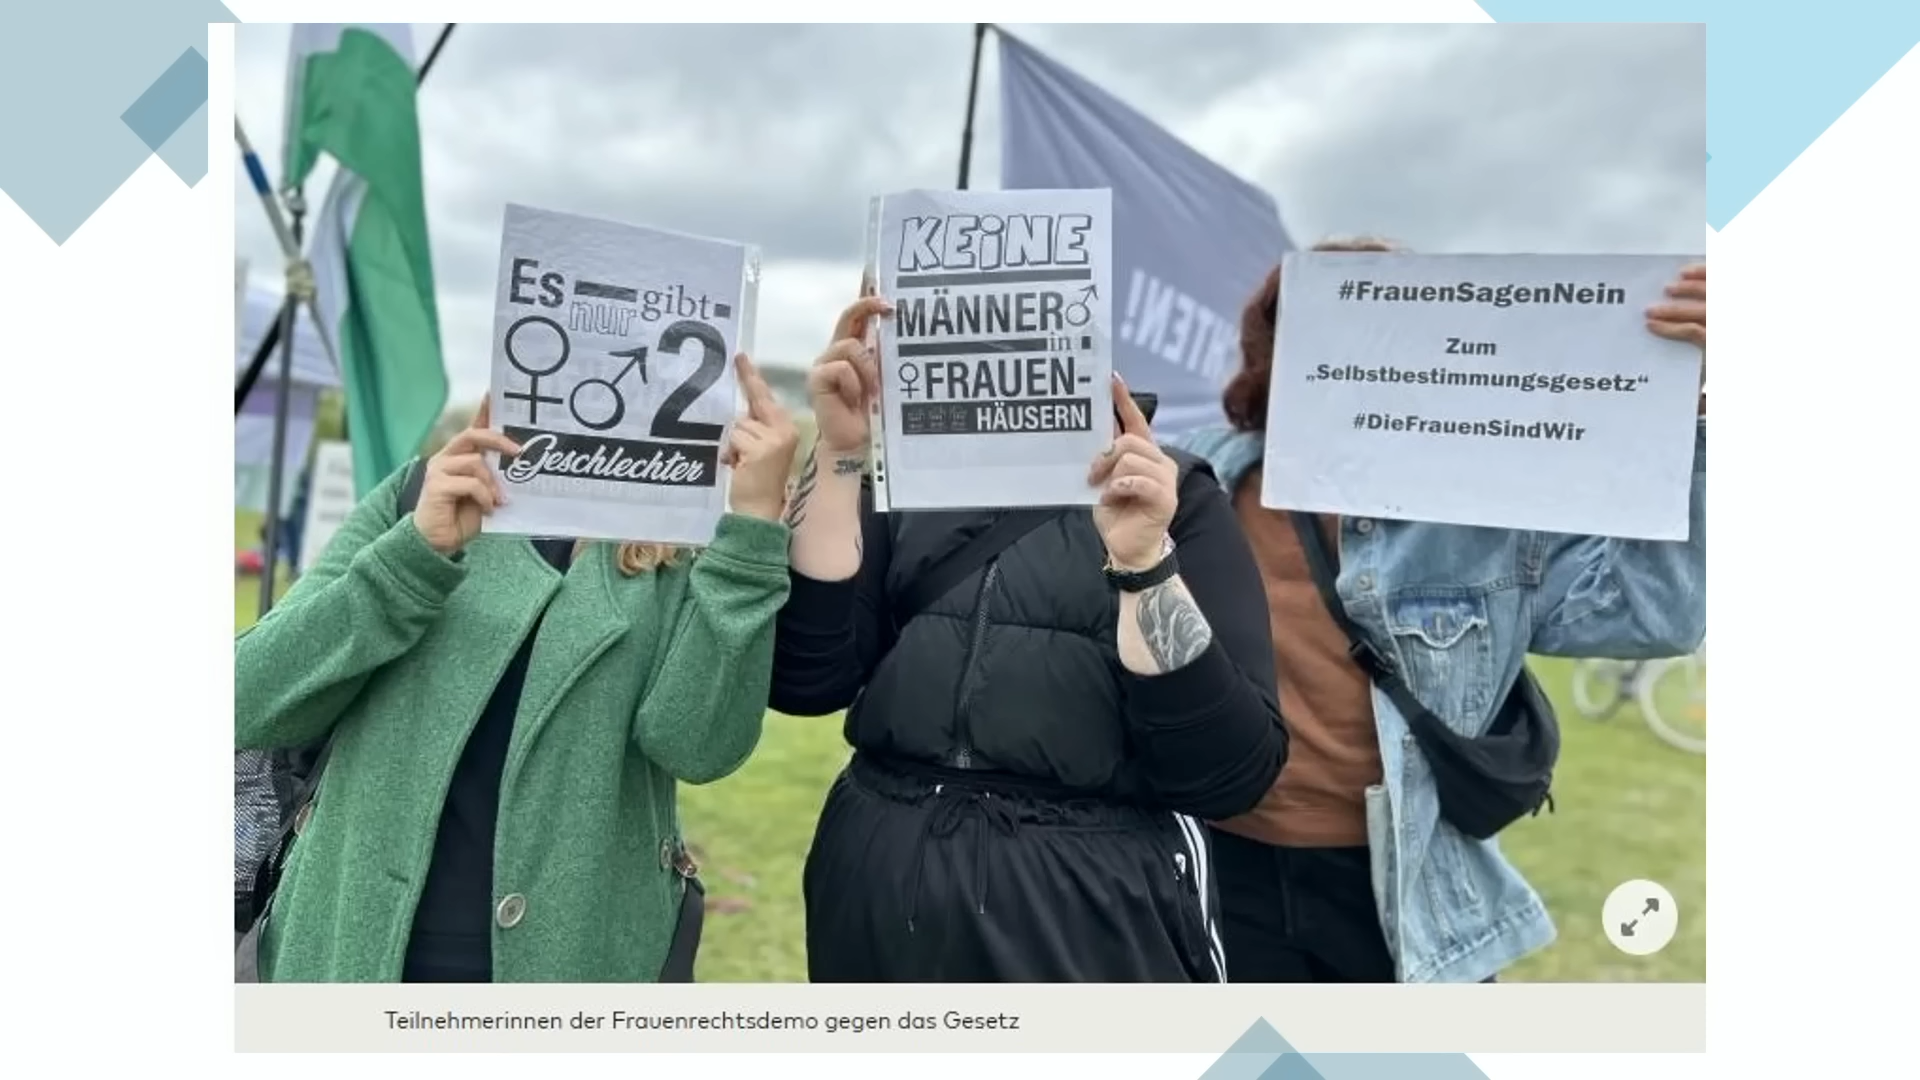 Es gibt
nur
2
Geschlechter
KEiNE
MÄNNER
in
FRAUEN-
HÄUSERN
#FrauenSagenNein
Zum
„Selbstbestimmungsgesetz“
#DieFrauenSindWir
HTEN!
Teilnehmerinnen der Frauenrechtsdemo gegen das Gesetz